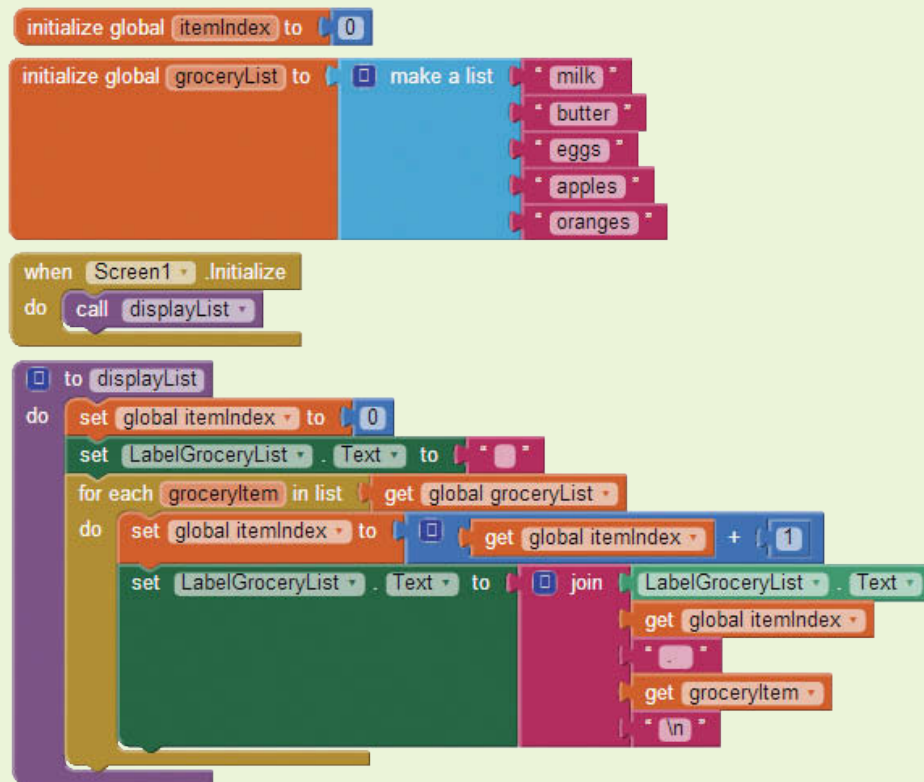 initialize global itemIndex to 0
initialize global groceryList to make a list " milk "
" butter "
" eggs "
" apples "
" oranges "
when Screen1 .Initialize
do call displayList
to displayList
do set global itemIndex to 0
set LabelGroceryList . Text to " "
for each groceryItem in list get global groceryList
do set global itemIndex to get global itemIndex + 1
set LabelGroceryList . Text to join LabelGroceryList . Text
get global itemIndex
" . "
get groceryItem
" \n "